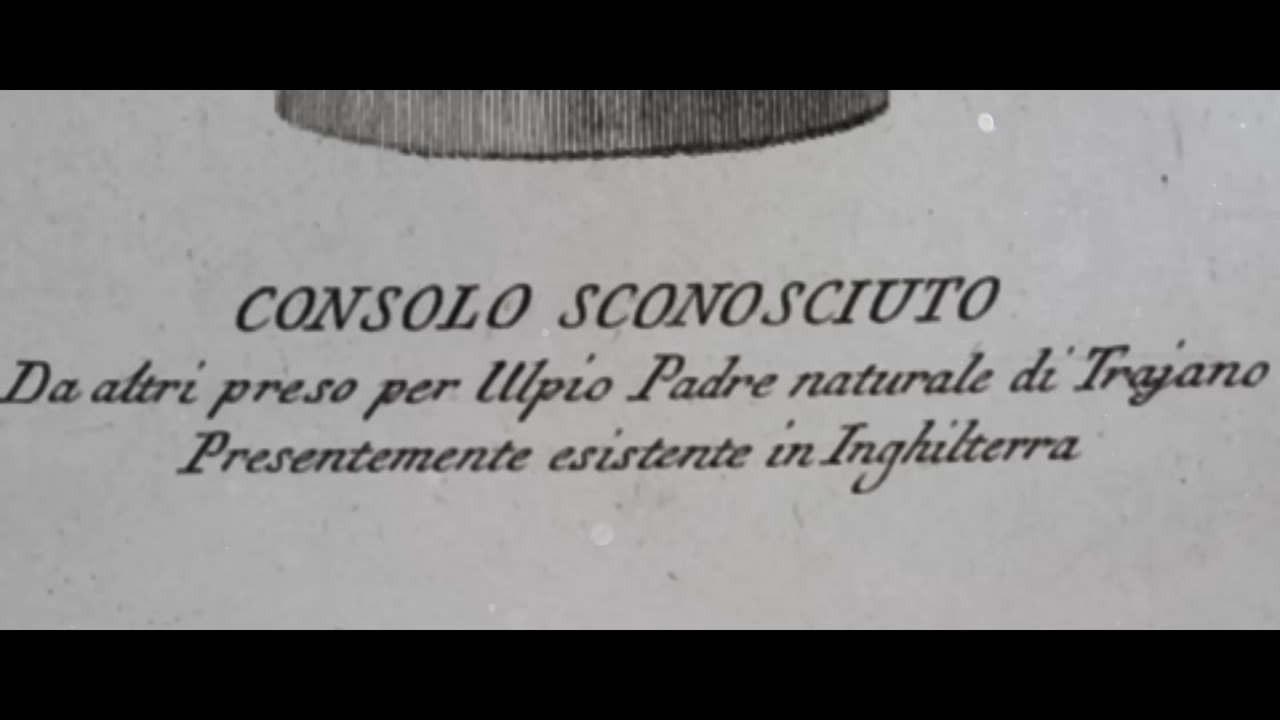 CONSOLO SCONOSCIUTO
Da altri preso per Ulpio Padre naturale di Trajano
Presentemente esistente in Inghilterra